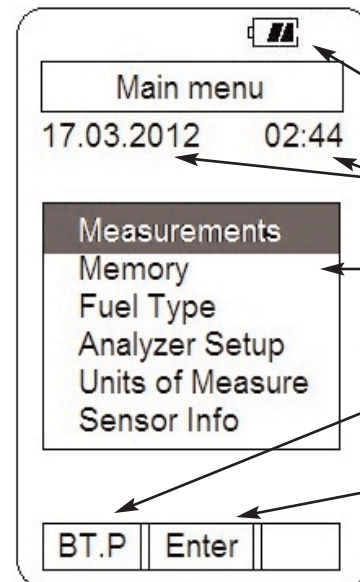 Main menu
17.03.2012 02:44
Measurements
Memory
Fuel Type
Analyzer Setup
Units of Measure
Sensor Info
BT.P Enter